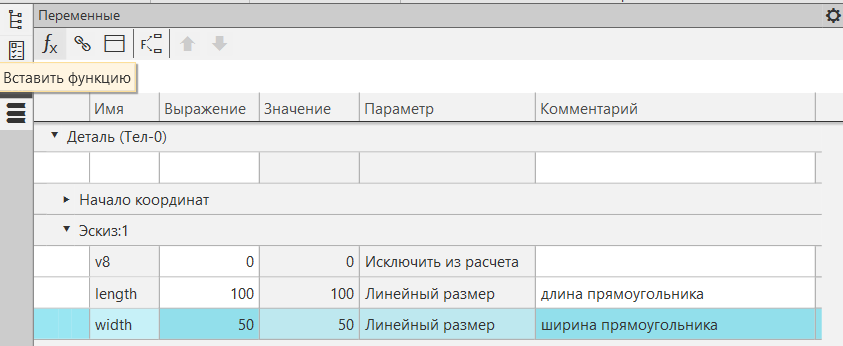 Переменные
fx F
Вставить функцию
Имя Выражение Значение Параметр Комментарий
Деталь (Тел-0)
Начало координат
Эскиз:1
v8 0 0 Исключить из расчета
length 100 100 Линейный размер длина прямоугольника
width 50 50 Линейный размер ширина прямоугольника